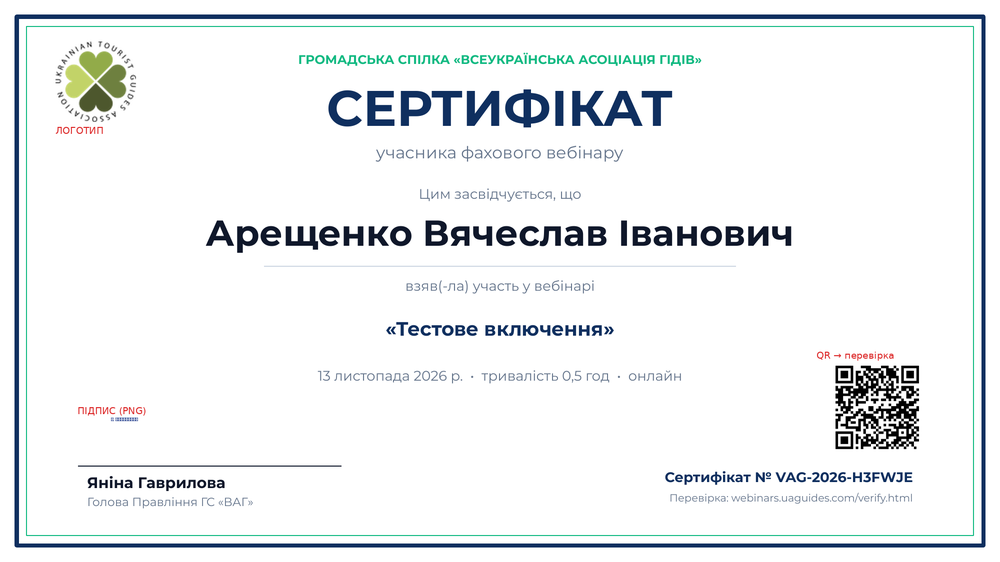 UKRAINIAN TOURIST GUIDES ASSOCIATION
ЛОГОТИП
ГРОМАДСЬКА СПІЛКА «ВСЕУКРАЇНСЬКА АСОЦІАЦІЯ ГІДІВ»
СЕРТИФІКАТ
учасника фахового вебінару
Цим засвідчується, що
Арещенко Вячеслав Іванович
взяв(-ла) участь у вебінарі
«Тестове включення»
13 листопада 2026 р. · тривалість 0,5 год · онлайн
QR → перевірка
ПІДПИС (PNG)
Яніна Гаврилова
Голова Правління ГС «ВАГ»
Сертифікат № VAG-2026-H3FWJE
Перевірка: webinars.uaguides.com/verify.html